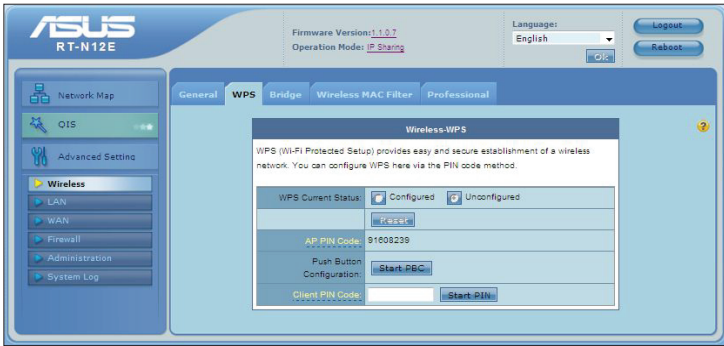 ASUS
RT-N12E
Firmware Version:1.1.0.7
Operation Mode: IP Sharing
Language:
English
Ok
Logout
Reboot
Network Map
OIS
Advanced Setting
Wireless
LAN
WAN
Firewall
Administration
System Log
General WPS Bridge Wireless MAC Filter Professional
Wireless-WPS
WPS (Wi-Fi Protected Setup) provides easy and secure establishment of a wireless
network. You can configure WPS here via the PIN code method.
WPS Current Status: Configured Unconfigured
Reset
AP PIN Code: 91608239
Push Button
Configuration: Start PBC
Client PIN Code: Start PIN
?